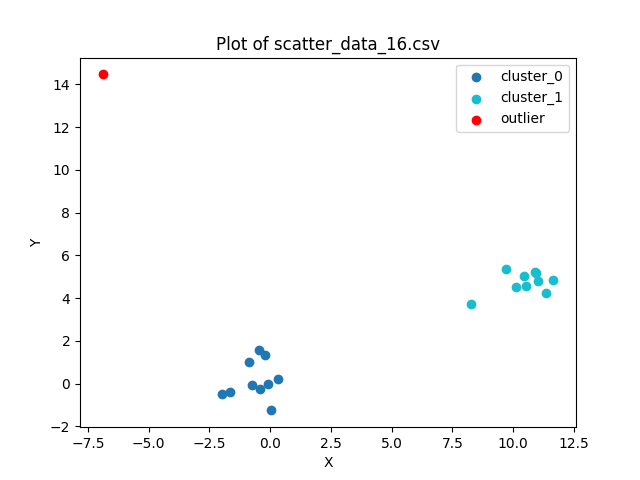 Plot of scatter_data_16.csv
cluster_0
cluster_1
outlier
Y
14
12
10
8
6
4
2
0
−2
−7.5 −5.0 −2.5 0.0 2.5 5.0 7.5 10.0 12.5
X